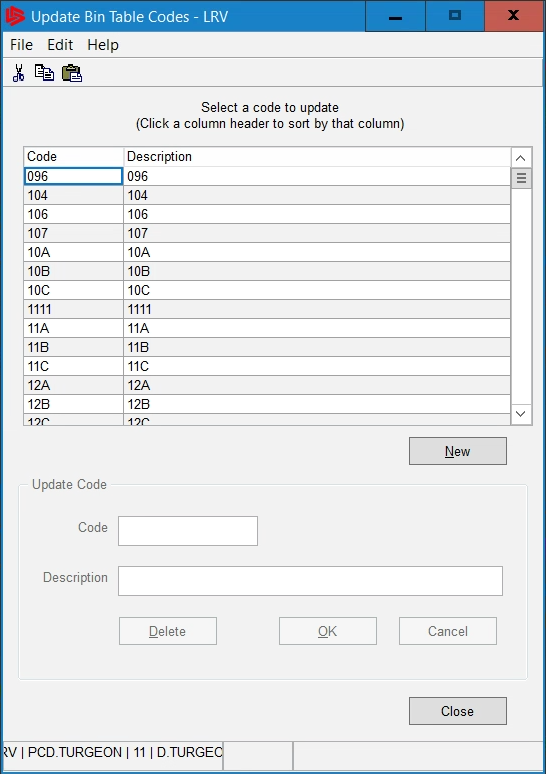 Update Bin Table Codes - LRV
File Edit Help
Select a code to update
(Click a column header to sort by that column)
Code Description
096 096
104 104
106 106
107 107
10A 10A
10B 10B
10C 10C
1111 1111
11A 11A
11B 11B
11C 11C
12A 12A
12B 12B
12C 12C
New
Update Code
Code
Description
Delete OK Cancel
Close
RV | PCD.TURGEON | 11 | D.TURGEO